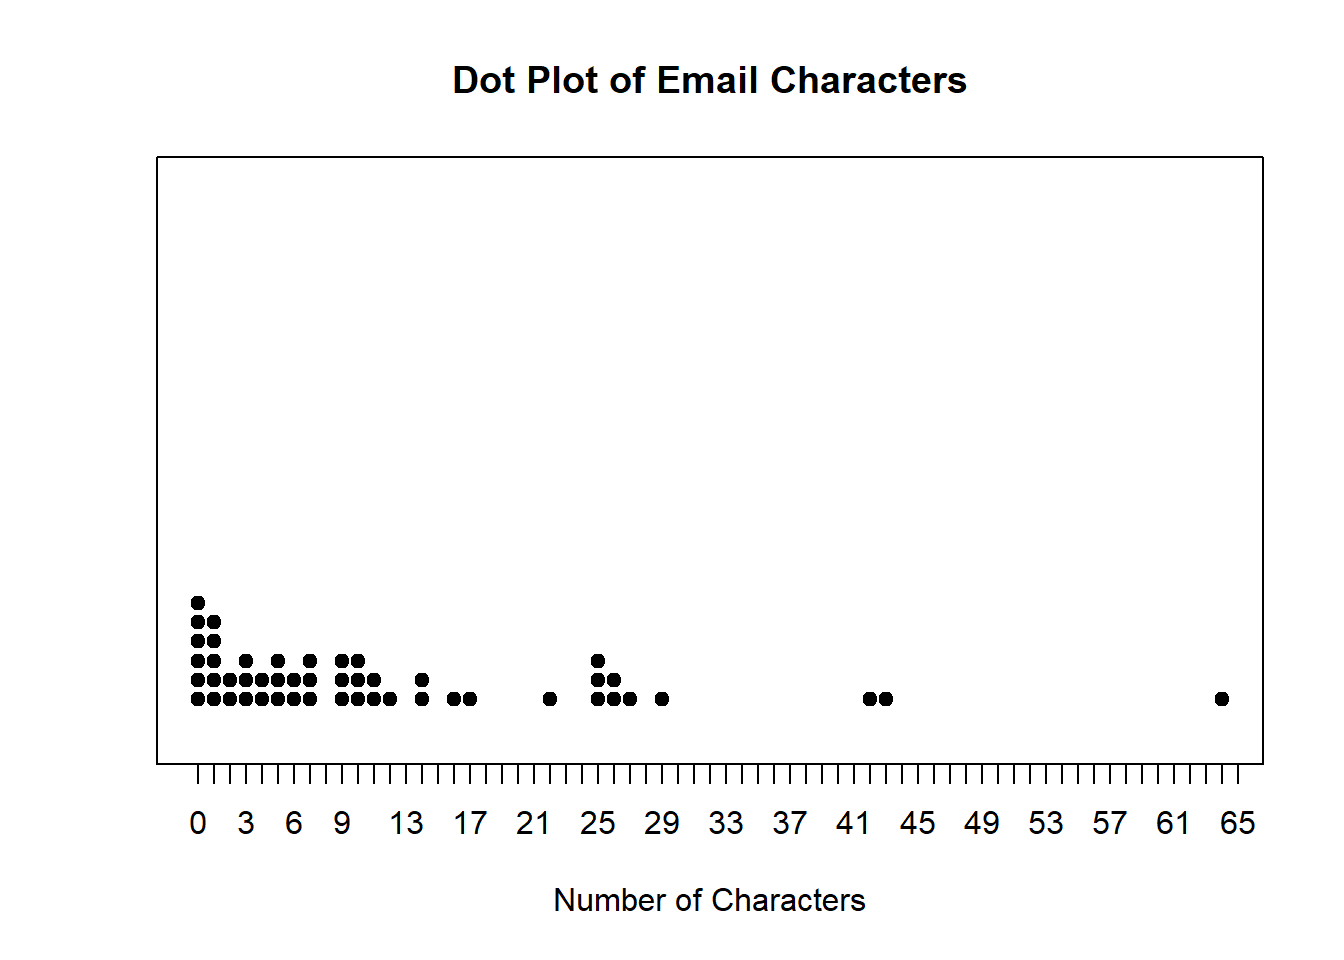 Dot Plot of Email Characters
0 3 6 9 13 17 21 25 29 33 37 41 45 49 53 57 61 65
Number of Characters